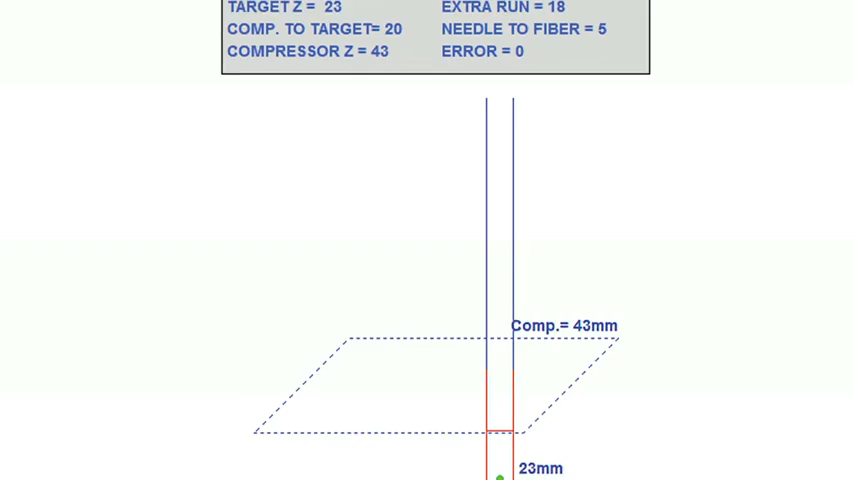 TARGET Z = 23
EXTRA RUN = 18
COMP. TO TARGET= 20
NEEDLE TO FIBER = 5
COMPRESSOR Z = 43
ERROR = 0
Comp.= 43mm
23mm